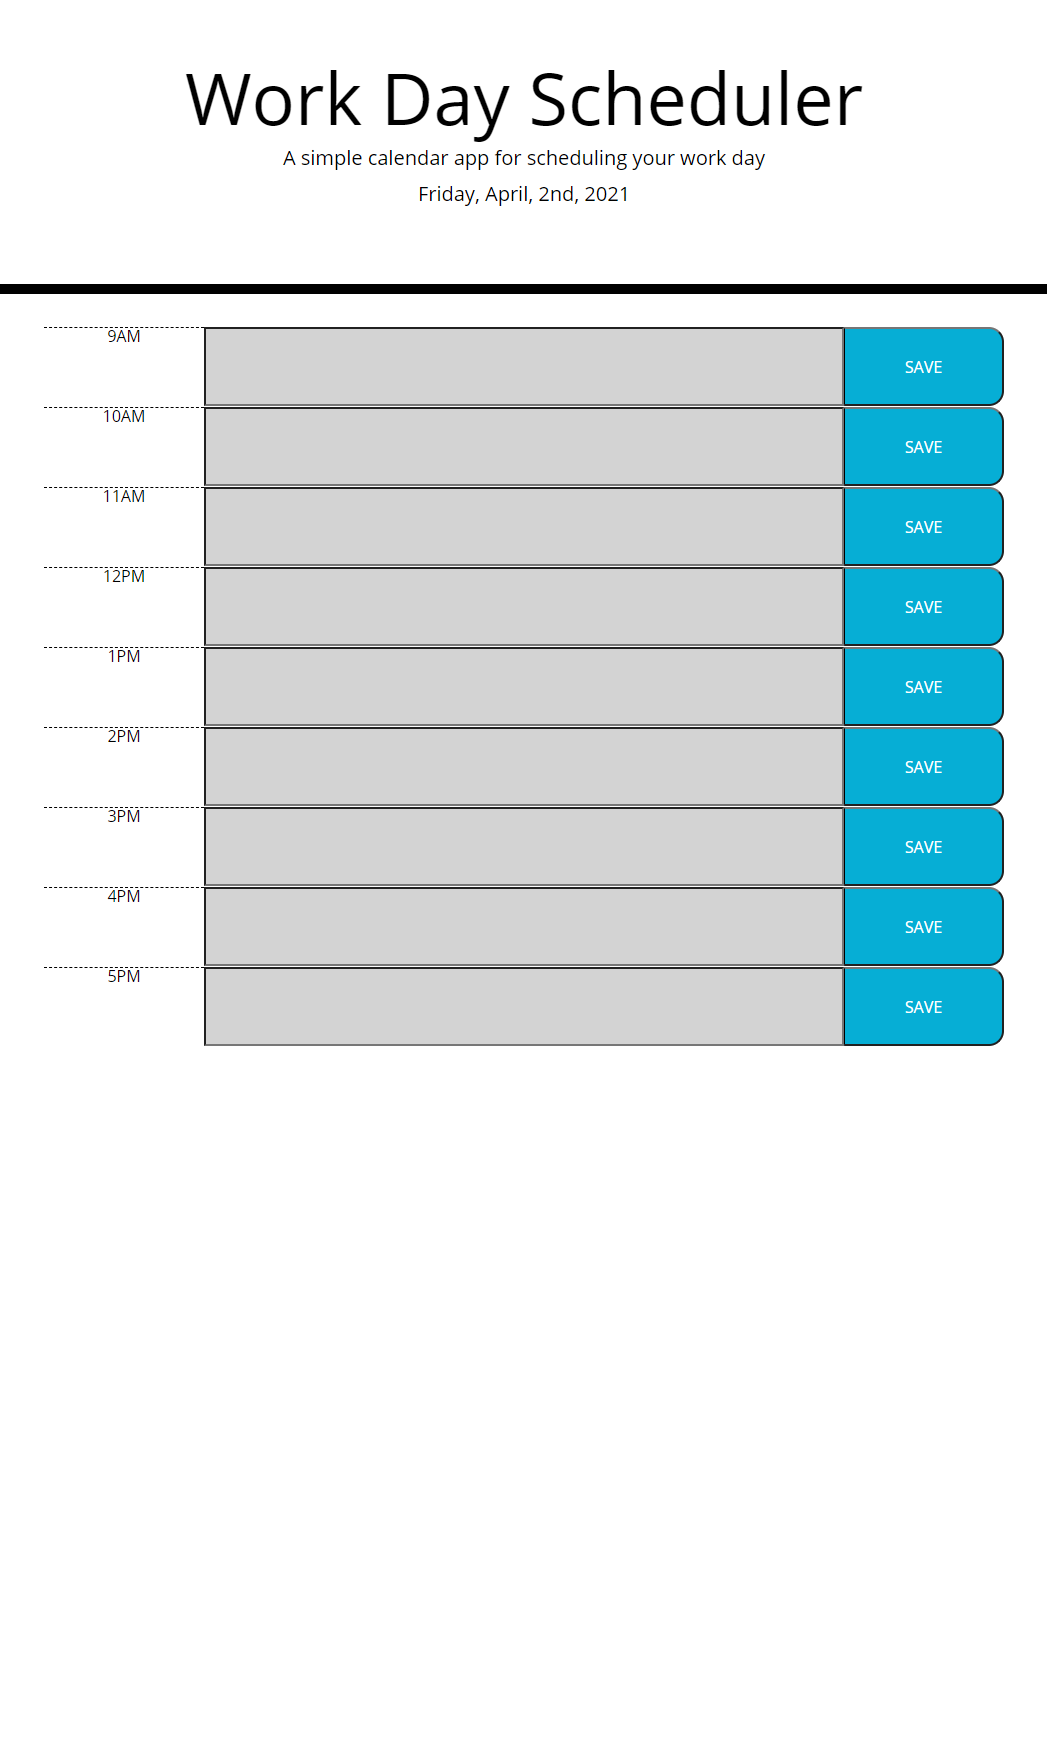 Work Day Scheduler
A simple calendar app for scheduling your work day
Friday, April, 2nd, 2021
9AM SAVE
10AM SAVE
11AM SAVE
12PM SAVE
1PM SAVE
2PM SAVE
3PM SAVE
4PM SAVE
5PM SAVE